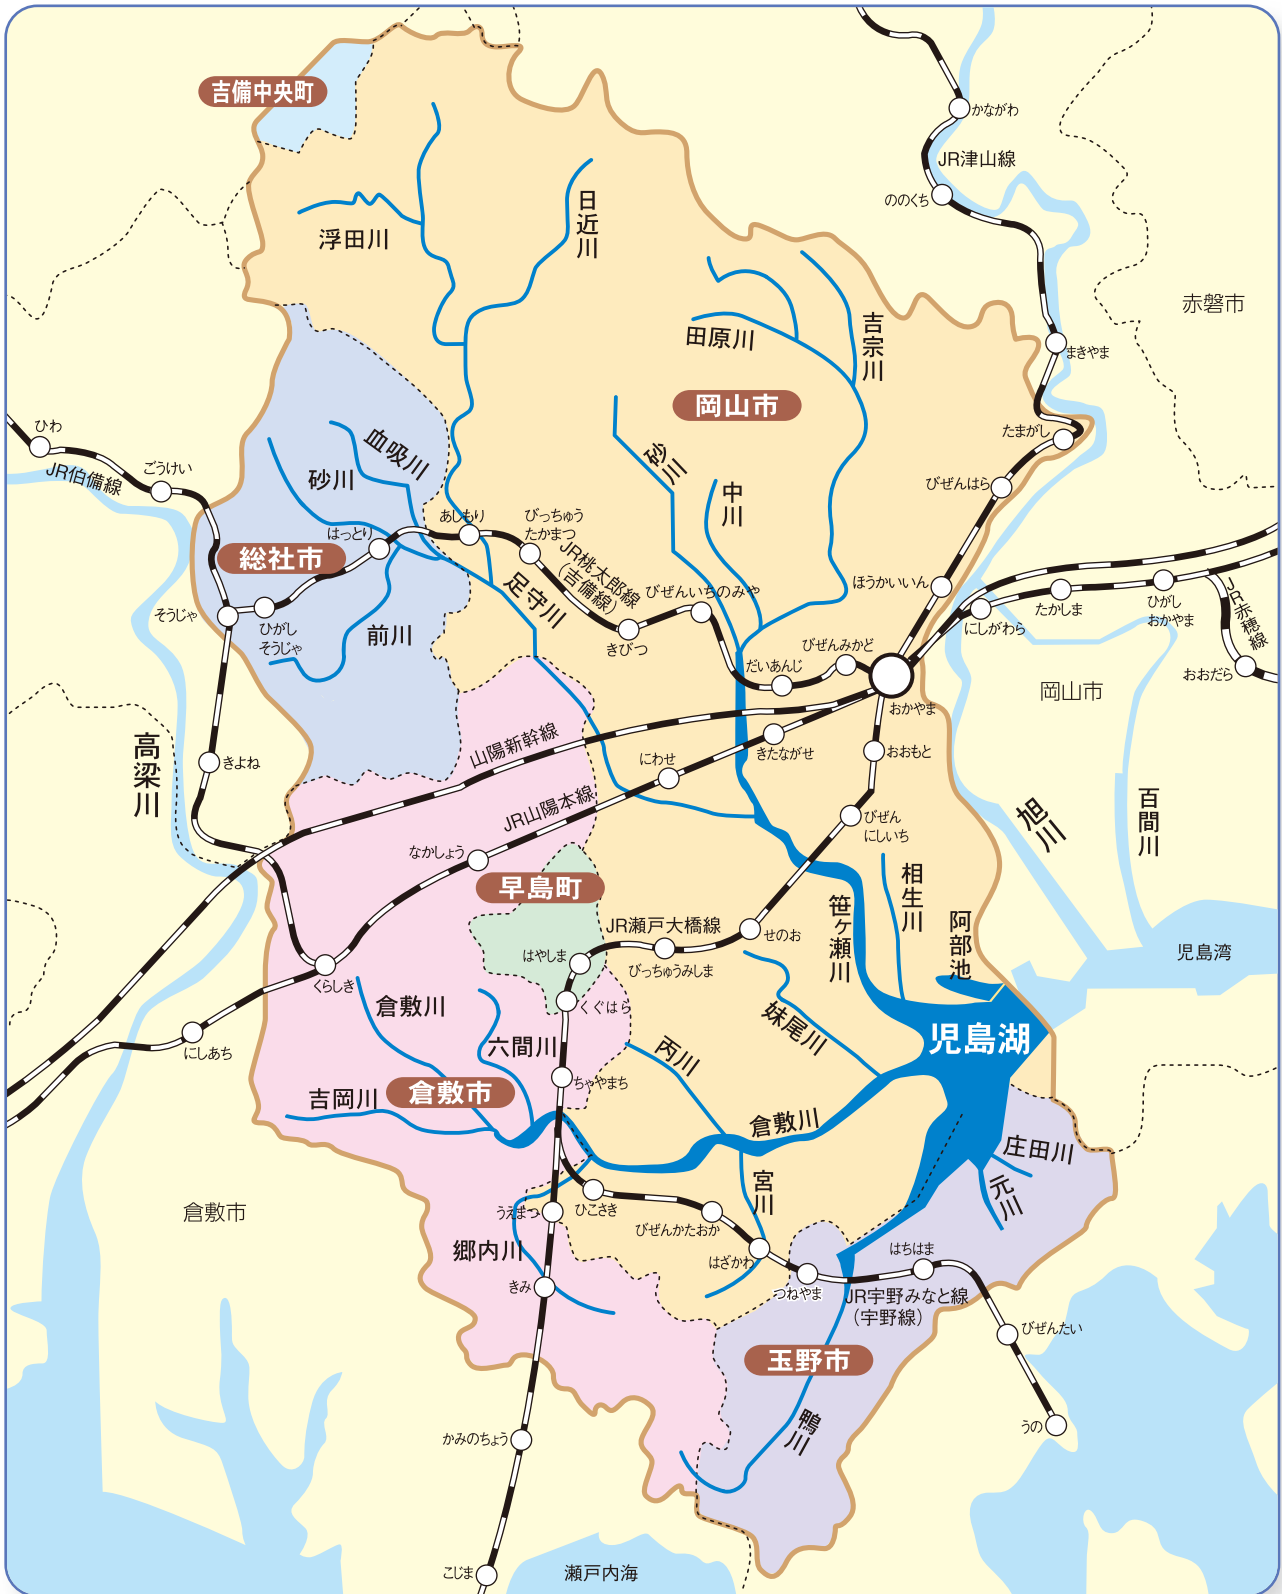 吉備中央町
かながわ
JR津山線
ののくち
浮田川
日近川
赤磐市
田原川
吉宗川
まきやま
岡山市
ひわ
JR伯備線
ごうけい
血吸川
砂川
砂川
中川
たまがし
びぜんはら
はっとり
あしもり
びっちゅう
たかまつ
総社市
JR桃太郎線
（吉備線）
足守川
びぜんいちのみや
ほうかいいん
にしがわら
たかしま
ひがし
おかやま
JR赤穂線
おおだら
そうじゃ
ひがし
そうじゃ
前川
きびつ
だいあんじ
びぜんみかど
おかやま
岡山市
高梁川
きよね
山陽新幹線
にわせ
きたながせ
おおもと
JR山陽本線
びぜん
にしいち
旭川
百間川
なかしょう
早島町
相生川
笹ヶ瀬川
阿部池
JR瀬戸大橋線
せのお
はやしま
びっちゅうみしま
児島湾
くらしき
倉敷川
くぐはら
妹尾川
児島湖
にしあち
六間川
丙川
ちゃやまち
吉岡川
倉敷市
倉敷川
庄田川
元川
宮川
倉敷市
うえまつ
ひこさき
びぜんかたおか
郷内川
はざかわ
はちはま
きみ
つねやま
JR宇野みなと線
（宇野線）
びぜんたい
玉野市
鴨川
うの
かみのちょう
こじま
瀬戸内海